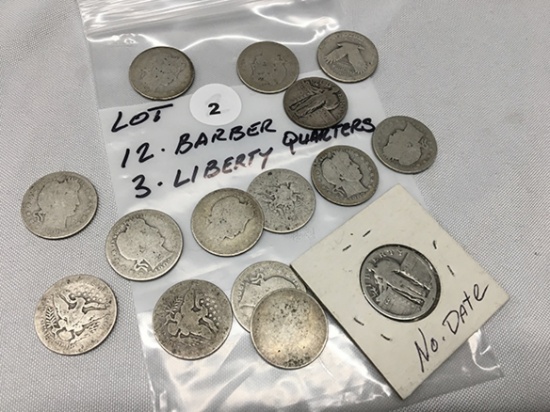 LOT 2
12. BARBER QUARTERS
3. LIBERTY
No. DATE